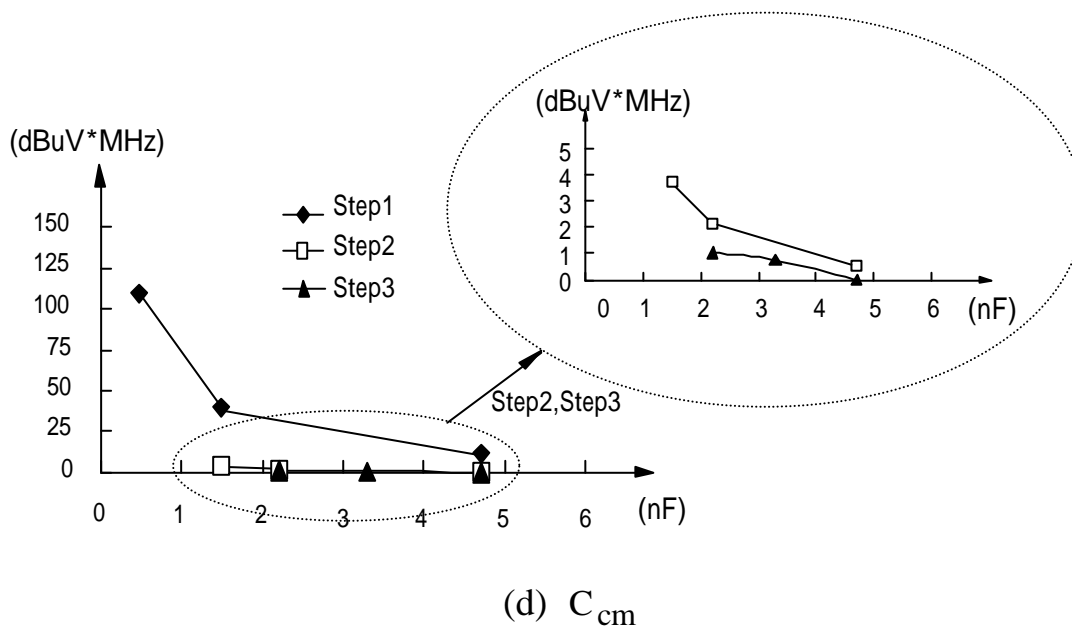 (dBuV*MHz)
150
125
100
75
50
25
0
0 1 2 3 4 5 6 (nF)
Step1
Step2
Step3
Step2,Step3
(dBuV*MHz)
5
4
3
2
1
0
0 1 2 3 4 5 6 (nF)
(d) Ccm